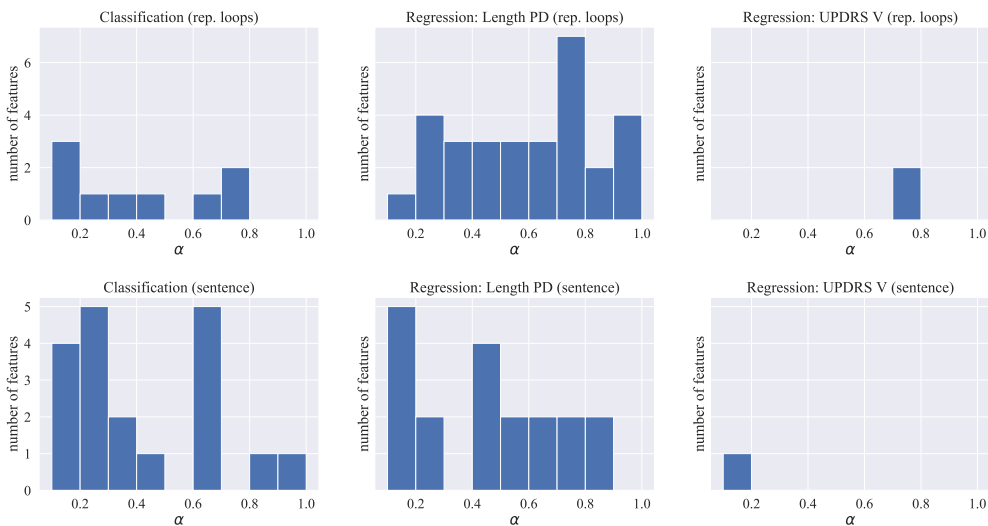 Classification (rep. loops)
number of features
6
4
2
0
0.2 0.4 0.6 0.8 1.0
α
Regression: Length PD (rep. loops)
number of features
0.2 0.4 0.6 0.8 1.0
α
Regression: UPDRS V (rep. loops)
number of features
0.2 0.4 0.6 0.8 1.0
α
Classification (sentence)
number of features
5
4
3
2
1
0
0.2 0.4 0.6 0.8 1.0
α
Regression: Length PD (sentence)
number of features
0.2 0.4 0.6 0.8 1.0
α
Regression: UPDRS V (sentence)
number of features
0.2 0.4 0.6 0.8 1.0
α